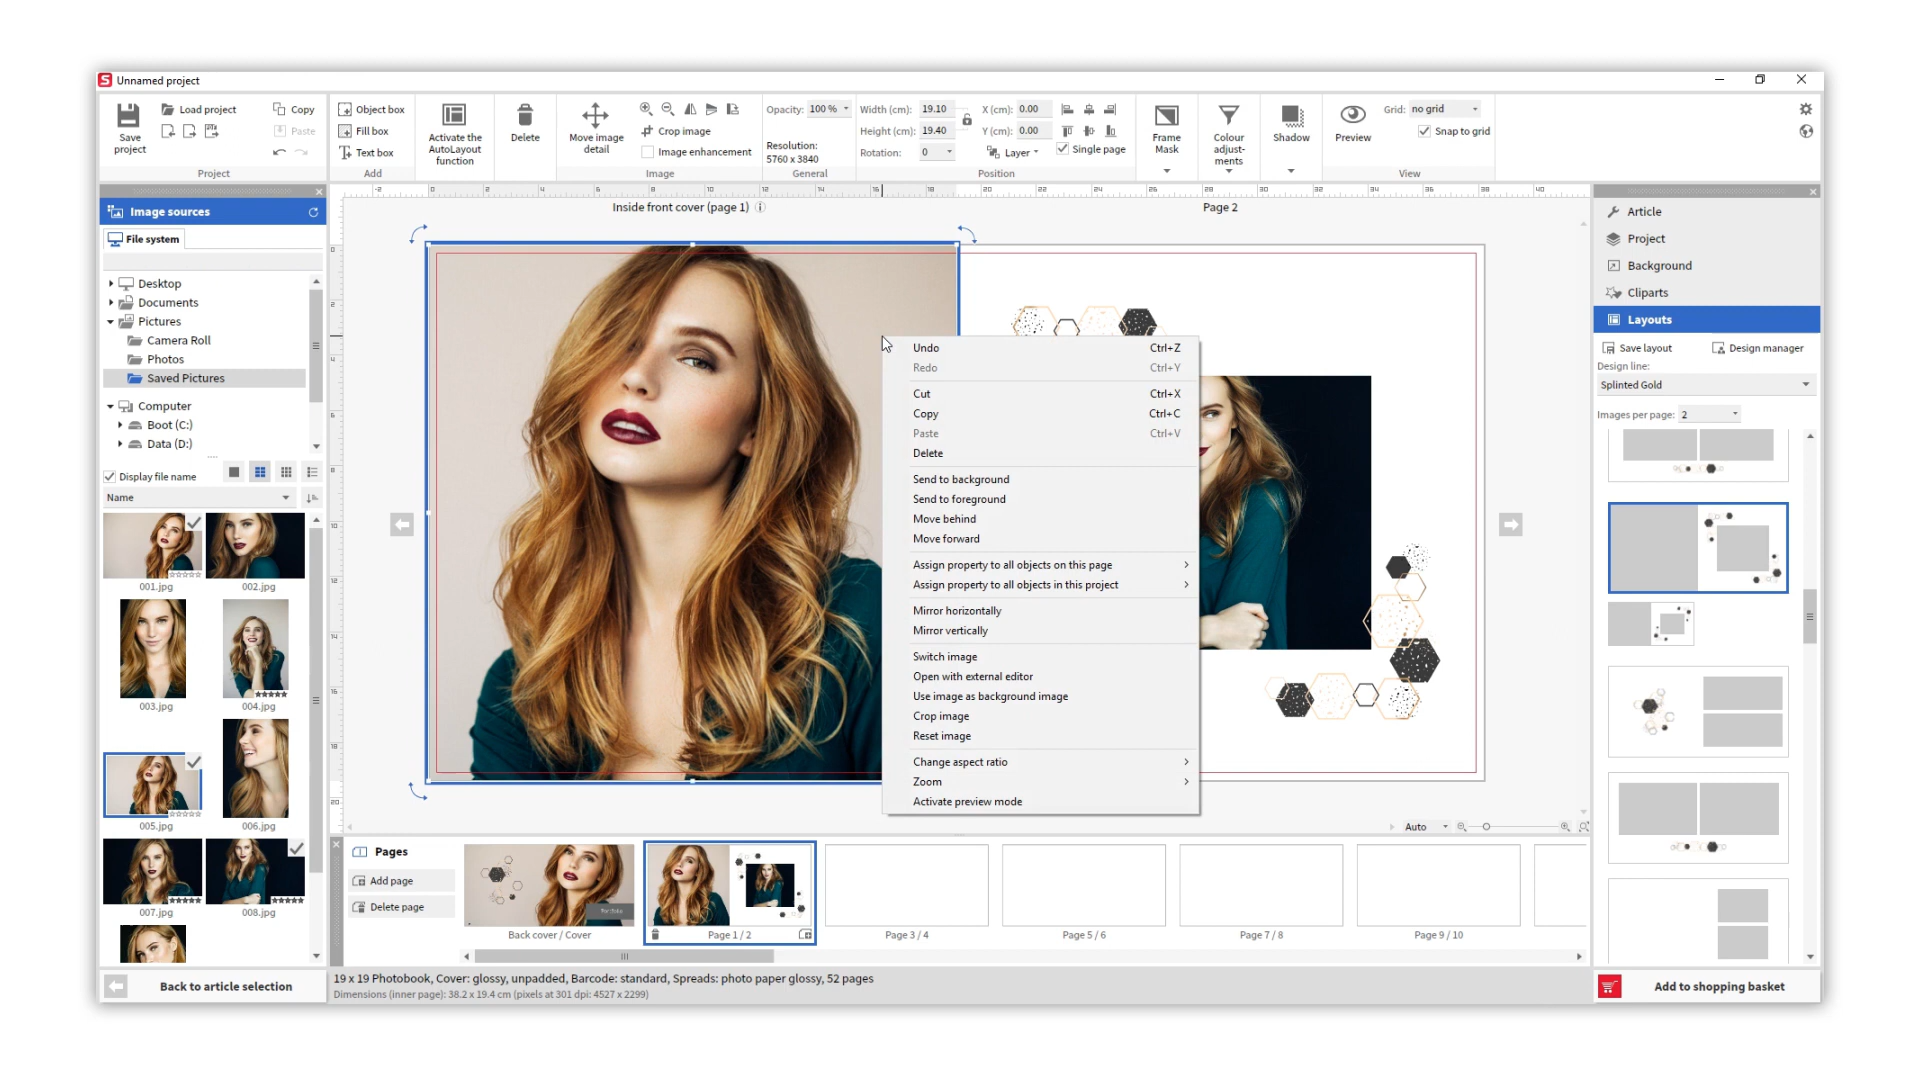 Unnamed project
Save project
Load project
Copy
Paste
Project
Object box
Fill box
Text box
Add
Activate the AutoLayout function
Delete
Move image detail
Crop image
Image enhancement
Image
Opacity: 100 %
Resolution:
5760 x 3840
General
Width (cm): 19.10
Height (cm): 19.40
Rotation: 0
X (cm): 0.00
Y (cm): 0.00
Layer
Single page
Position
Frame Mask
Colour adjust-ments
Shadow
Preview
Grid: no grid
Snap to grid
View
Image sources
File system
Desktop
Documents
Pictures
Camera Roll
Photos
Saved Pictures
Computer
Boot (C:)
Data (D:)
Display file name
Name
001.jpg
002.jpg
003.jpg
004.jpg
005.jpg
006.jpg
007.jpg
008.jpg
Back to article selection
Inside front cover (page 1)
Page 2
Undo Ctrl+Z
Redo Ctrl+Y
Cut Ctrl+X
Copy Ctrl+C
Paste Ctrl+V
Delete
Send to background
Send to foreground
Move behind
Move forward
Assign property to all objects on this page
Assign property to all objects in this project
Mirror horizontally
Mirror vertically
Switch image
Open with external editor
Use image as background image
Crop image
Reset image
Change aspect ratio
Zoom
Activate preview mode
Auto
Pages
Add page
Delete page
Back cover / Cover
Page 1 / 2
Page 3 / 4
Page 5 / 6
Page 7 / 8
Page 9 / 10
19 x 19 Photobook, Cover: glossy, unpadded, Barcode: standard, Spreads: photo paper glossy, 52 pages
Dimensions (inner page): 38.2 x 19.4 cm (pixels at 301 dpi: 4527 x 2299)
Article
Project
Background
Cliparts
Layouts
Save layout
Design manager
Design line:
Splinted Gold
Images per page: 2
Add to shopping basket